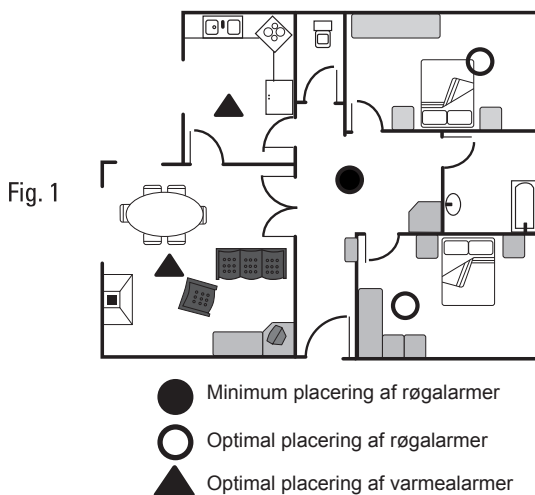 Fig. 1
Minimum placering af røgalarmer
Optimal placering af røgalarmer
Optimal placering af varmealarmer